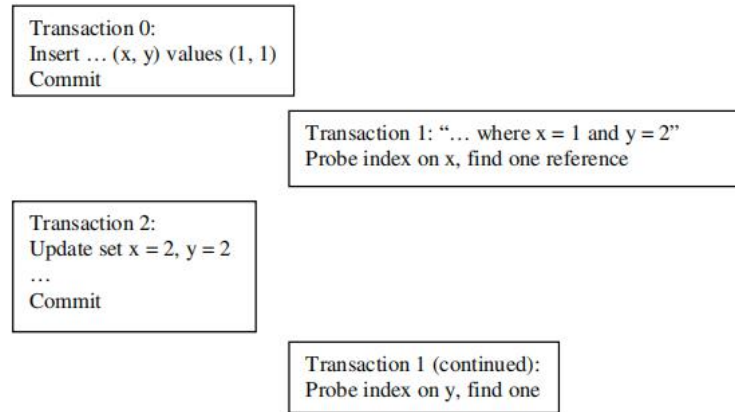 Transaction 0:
Insert … (x, y) values (1, 1)
Commit
Transaction 1: “… where x = 1 and y = 2”
Probe index on x, find one reference
Transaction 2:
Update set x = 2, y = 2
…
Commit
Transaction 1 (continued):
Probe index on y, find one